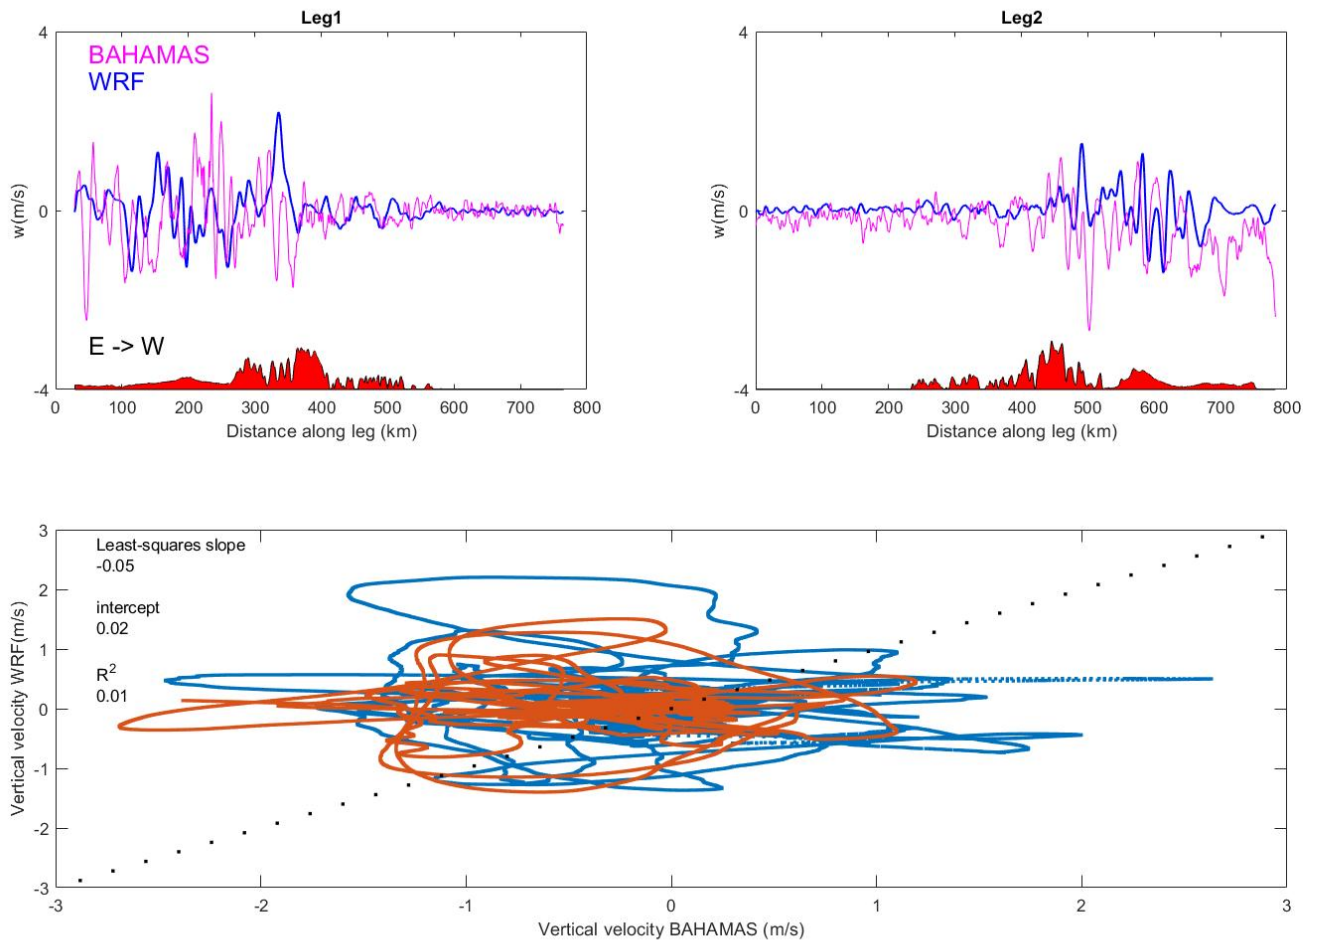 Leg1
4
0
-4
w(m/s)
BAHAMAS
WRF
E -> W
0 100 200 300 400 500 600 700 800
Distance along leg (km)
Leg2
4
0
-4
w(m/s)
0 100 200 300 400 500 600 700 800
Distance along leg (km)
3
2
1
0
-1
-2
-3
Vertical velocity WRF(m/s)
Least-squares slope
-0.05
intercept
0.02
R²
0.01
-3 -2 -1 0 1 2 3
Vertical velocity BAHAMAS (m/s)